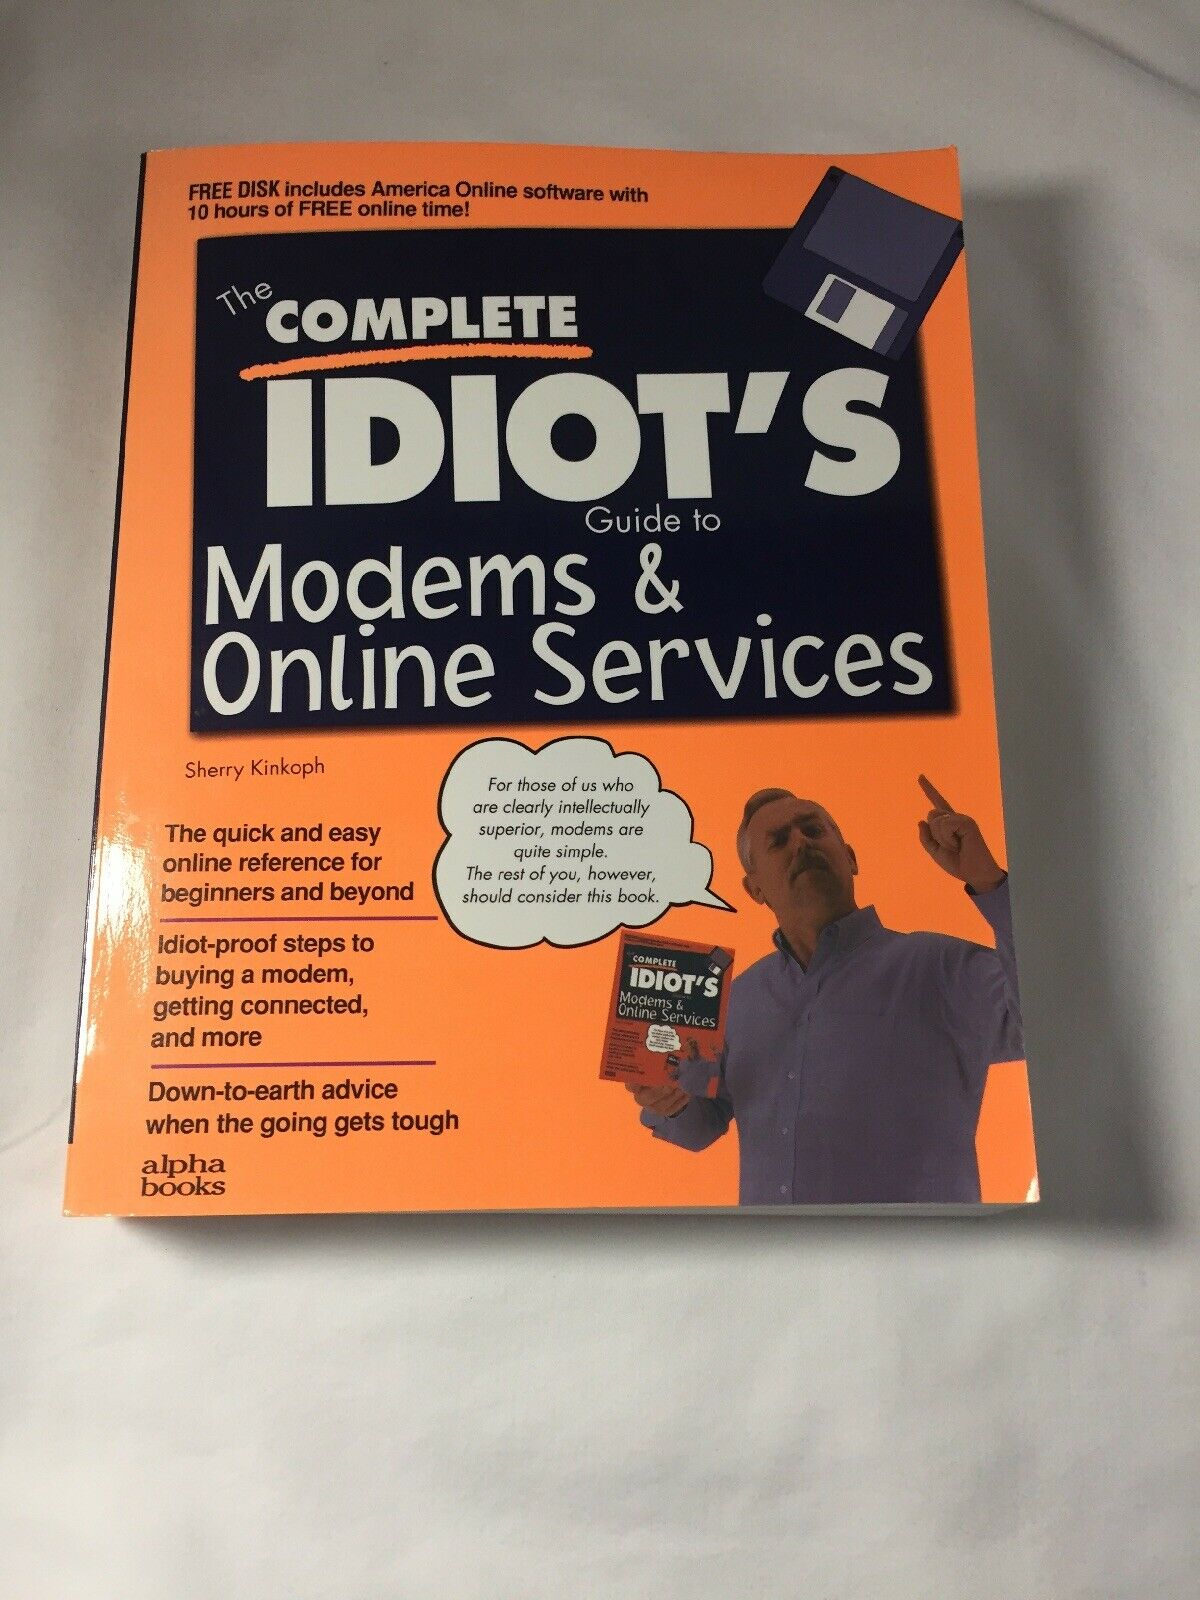 FREE DISK includes America Online software with
10 hours of FREE online time!
The
COMPLETE
IDIOT'S
Guide to
Modems &
Online Services
Sherry Kinkoph
The quick and easy
online reference for
beginners and beyond
Idiot-proof steps to
buying a modem,
getting connected,
and more
Down-to-earth advice
when the going gets tough
alpha
books
For those of us who
are clearly intellectually
superior, modems are
quite simple.
The rest of you, however,
should consider this book.
COMPLETE
IDIOT'S
Modems &
Online Services